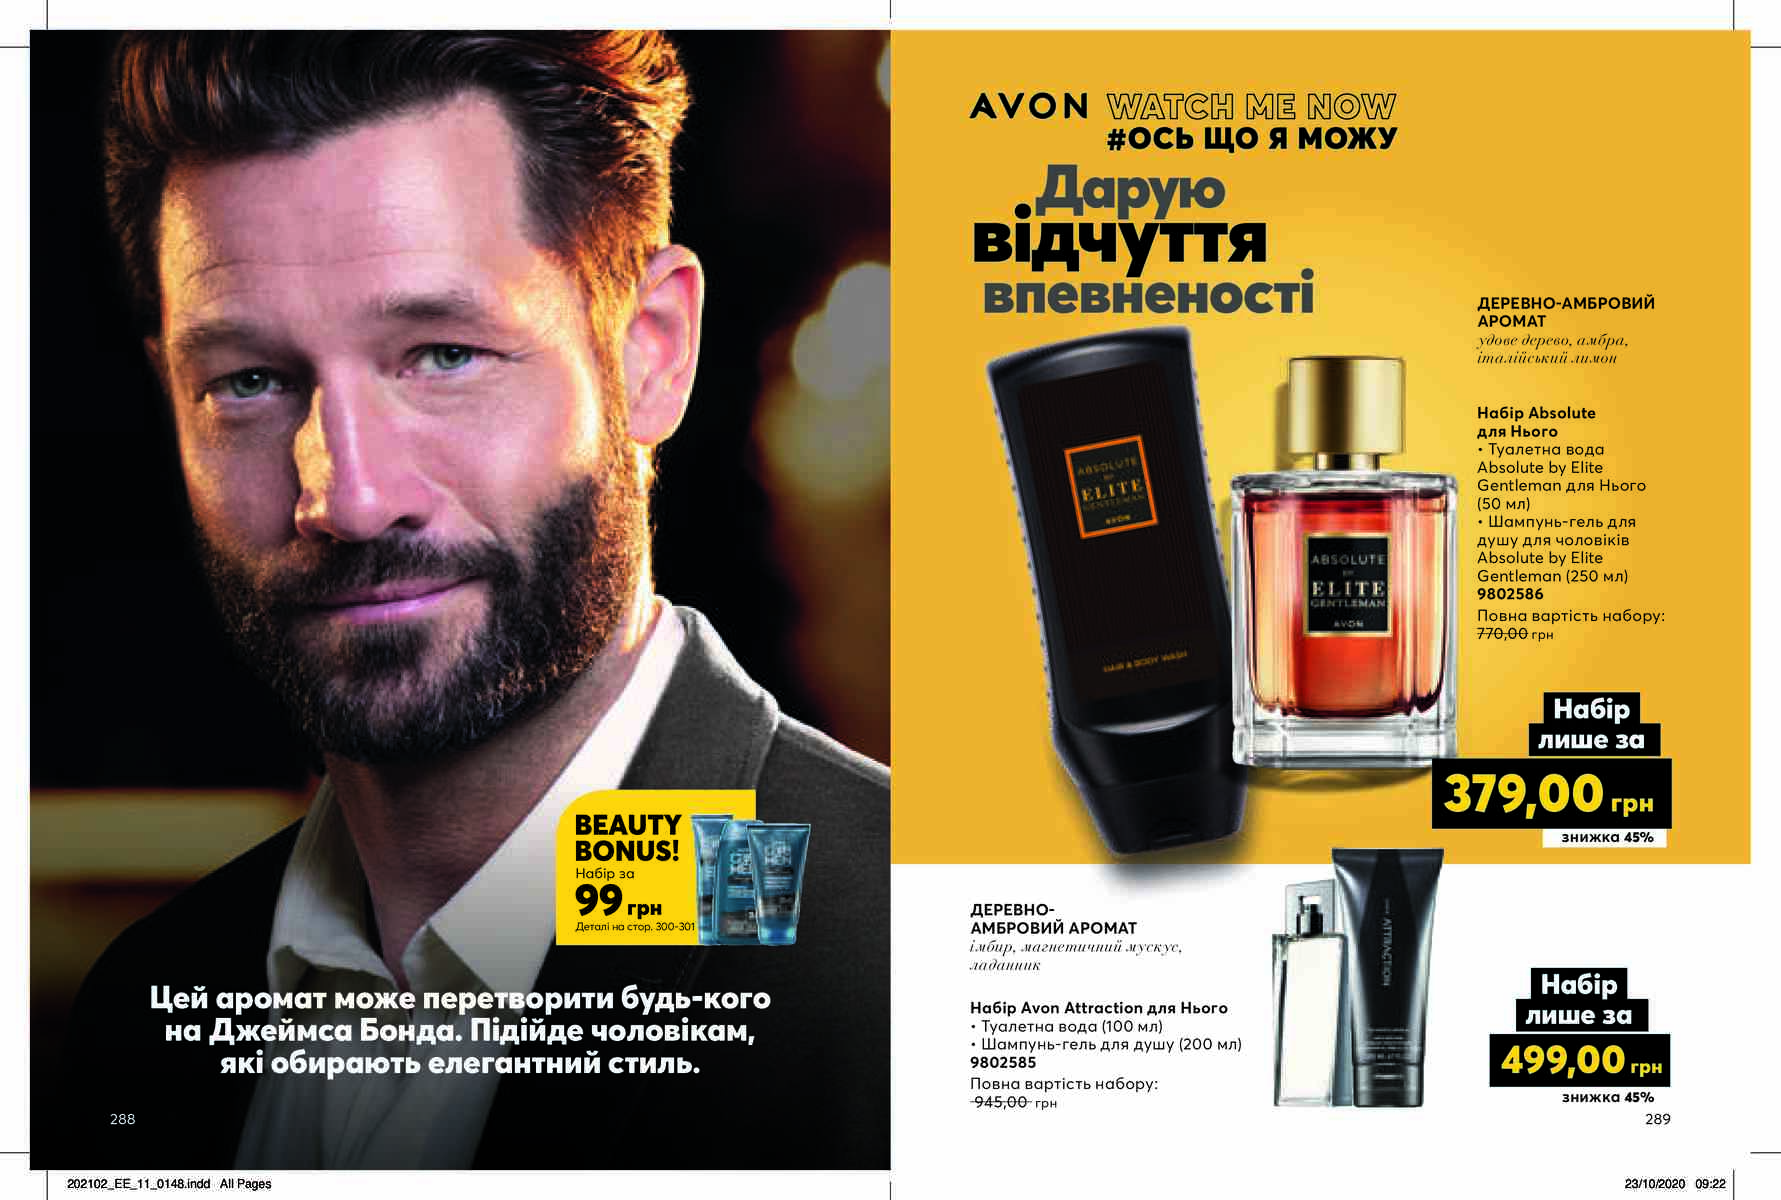 BEAUTY
BONUS!
Набір за
99 грн
Деталі на стор. 300-301
Цей аромат може перетворити будь-кого
на Джеймса Бонда. Підійде чоловікам,
які обирають елегантний стиль.
288
AVON WATCH ME NOW
#ОСЬ ЩО Я МОЖУ
Дарую
відчуття
впевненості
ДЕРЕВНО-АМБРОВИЙ
АРОМАТ
удове дерево, амбра,
італійський лимон
Набір Absolute
для Нього
• Туалетна вода
Absolute by Elite
Gentleman для Нього
(50 мл)
• Шампунь-гель для
душу для чоловіків
Absolute by Elite
Gentleman (250 мл)
9802586
Повна вартість набору:
770,00 грн
ABSOLUTE
BY
ELITE
GENTLEMAN
AVON
HAIR & BODY WASH
ABSOLUTE
BY
ELITE
GENTLEMAN
AVON
Набір
лише за
379,00 грн
знижка 45%
ДЕРЕВНО-
АМБРОВИЙ АРОМАТ
імбир, магнетичний мускус,
ладанник
Набір Avon Attraction для Нього
• Туалетна вода (100 мл)
• Шампунь-гель для душу (200 мл)
9802585
Повна вартість набору:
945,00 грн
ATTRACTION
Набір
лише за
499,00 грн
знижка 45%
289
202102_EE_11_0148.indd All Pages
23/10/2020 09:22